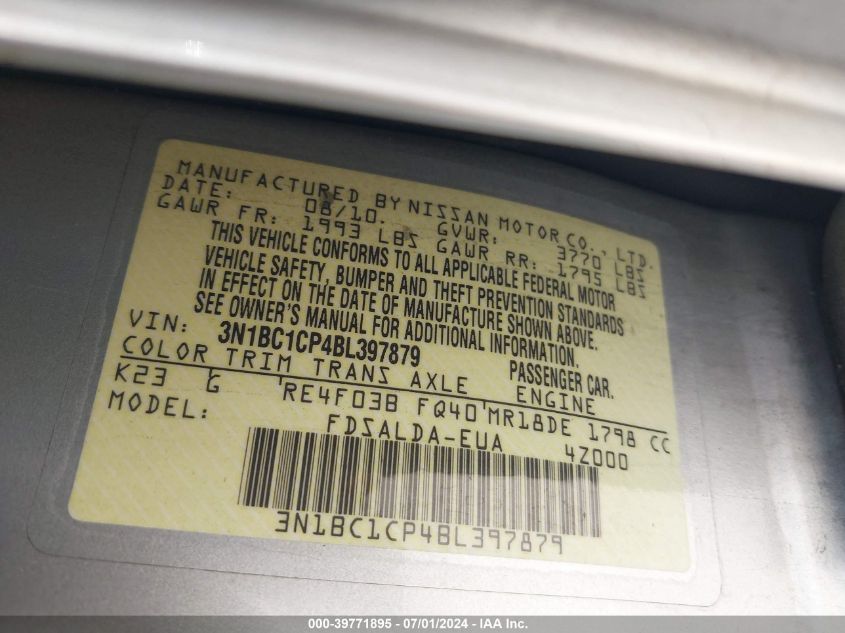 MANUFACTURED BY NISSAN MOTOR CO., LTD.
DATE: 08/10. GVWR: 3770 LBS
GAWR FR: 1993 LBS GAWR RR: 1795 LBS
THIS VEHICLE CONFORMS TO ALL APPLICABLE FEDERAL MOTOR
VEHICLE SAFETY, BUMPER AND THEFT PREVENTION STANDARDS
IN EFFECT ON THE DATE OF MANUFACTURE SHOWN ABOVE.
SEE OWNER'S MANUAL FOR ADDITIONAL INFORMATION.
VIN: 3N1BC1CP4BL397879 PASSENGER CAR.
COLOR TRIM TRANS AXLE ENGINE
K23 G RE4F03B FQ40 MR18DE 1798 CC
MODEL: FDSALDA-EUA 4Z000
3N1BC1CP4BL397879
000-39771895 - 07/01/2024 - IAA Inc.